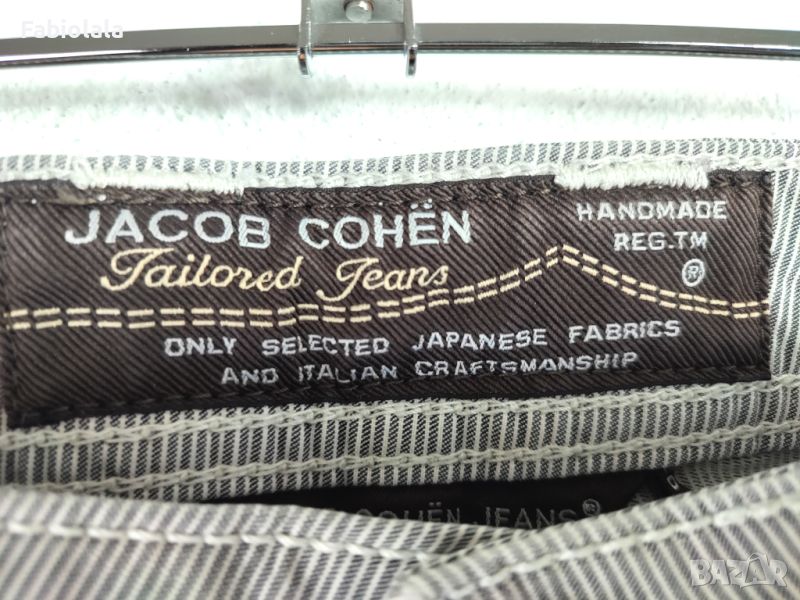 Fabiolala
JACOB COHËN
HANDMADE
REG.TM
Tailored Jeans
®
ONLY SELECTED JAPANESE FABRICS
AND ITALIAN CRAFTSMANSHIP
COHËN JEANS®
BAZAR